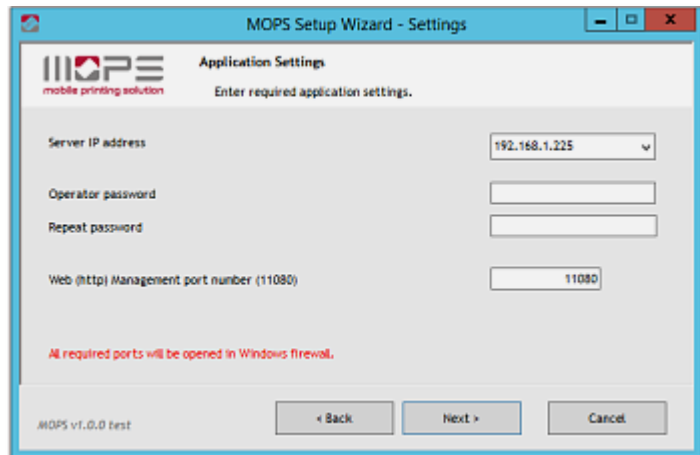 MOPS Setup Wizard - Settings
MOPS
mobile printing solution
Application Settings
Enter required application settings.
Server IP address
192.168.1.225
Operator password
Repeat password
Web (http) Management port number (11080)
11080
All required ports will be opened in Windows firewall.
MOPS v1.0.0 test
< Back
Next >
Cancel